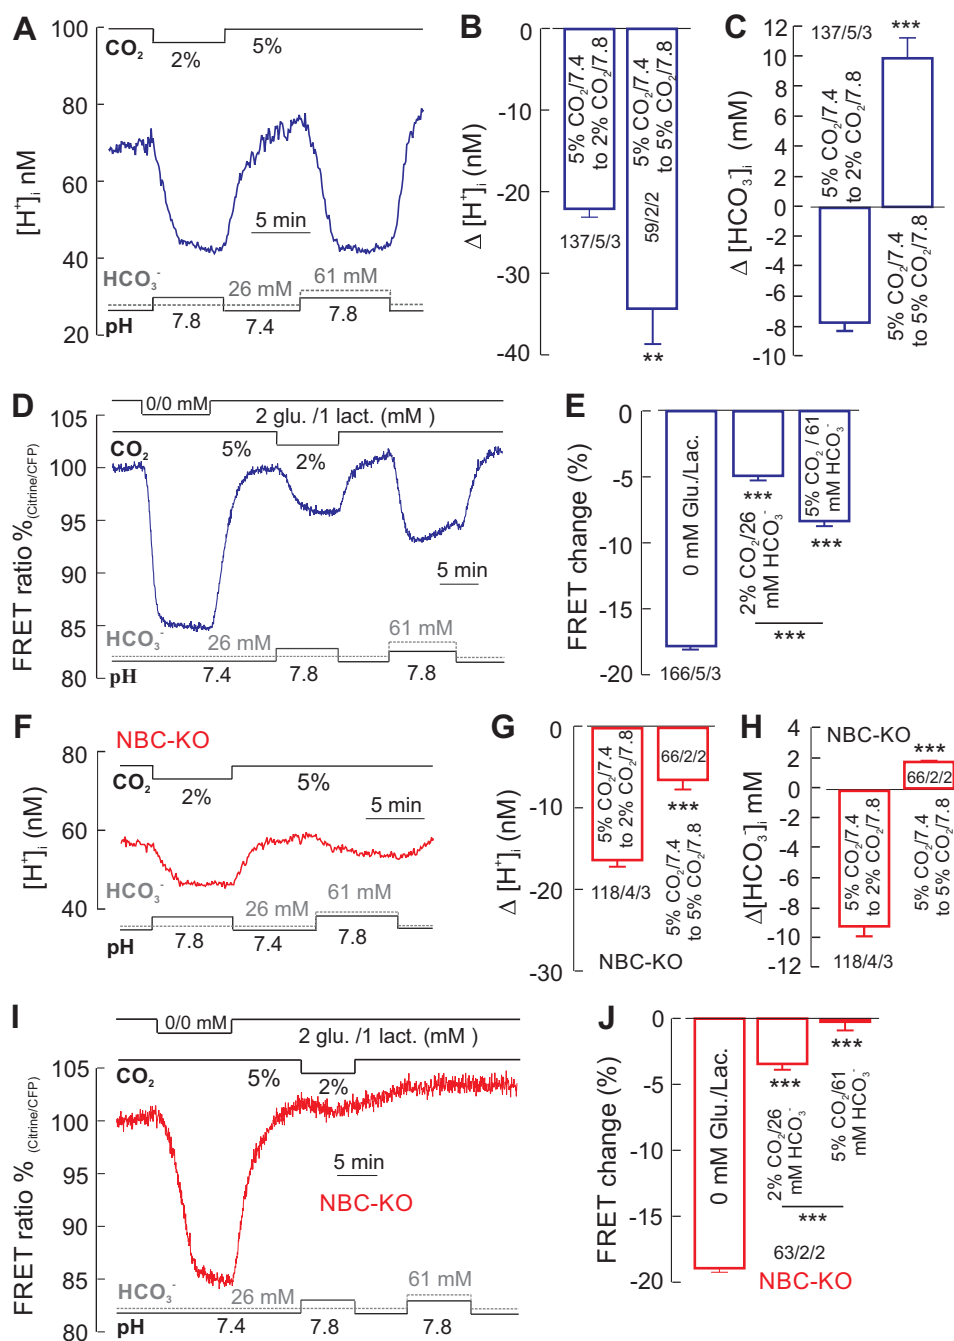 A
100
80
60
40
20
[H+]i nM
CO2
2%
5%
5 min
HCO3-
26 mM
61 mM
pH
7.8
7.4
7.8
B
0
-10
-20
-30
-40
Δ [H+]i (nM)
5% CO2/7.4
to 2% CO2/7.8
5% CO2/7.4
to 5% CO2/7.8
137/5/3
59/2/2
**
C
12
10
8
6
4
2
0
-2
-4
-6
-8
-10
Δ [HCO3-]i (mM)
137/5/3
***
5% CO2/7.4
to 2% CO2/7.8
5% CO2/7.4
to 5% CO2/7.8
D
105
100
95
90
85
80
FRET ratio % (Citrine/CFP)
0/0 mM
2 glu. /1 lact. (mM )
CO2
5%
2%
5 min
HCO3-
26 mM
61 mM
pH
7.4
7.8
7.8
E
0
-5
-10
-15
-20
FRET change (%)
0 mM Glu./Lac.
2% CO2/26
mM HCO3-
5% CO2 / 61
mM HCO3-
***
***
***
166/5/3
F
NBC-KO
80
60
40
[H+]i (nM)
CO2
2%
5%
5 min
HCO3-
26 mM
61 mM
pH
7.8
7.4
7.8
G
0
-10
-20
-30
Δ [H+]i (nM)
5% CO2/7.4
to 2% CO2/7.8
66/2/2
***
5% CO2/7.4
to 5% CO2/7.8
118/4/3
NBC-KO
H
4
2
0
-2
-4
-6
-8
-10
-12
Δ[HCO3-]i mM
NBC-KO
***
66/2/2
5% CO2/7.4
to 2% CO2/7.8
5% CO2/7.4
to 5% CO2/7.8
118/4/3
I
105
100
95
90
85
80
FRET ratio % (Citrine/CFP)
0/0 mM
2 glu. /1 lact. (mM )
CO2
5%
2%
5 min
NBC-KO
HCO3-
26 mM
61 mM
pH
7.4
7.8
7.8
J
0
-5
-10
-15
-20
FRET change (%)
0 mM Glu./Lac.
***
***
2% CO2/26
mM HCO3-
5% CO2/61
mM HCO3-
***
63/2/2
NBC-KO